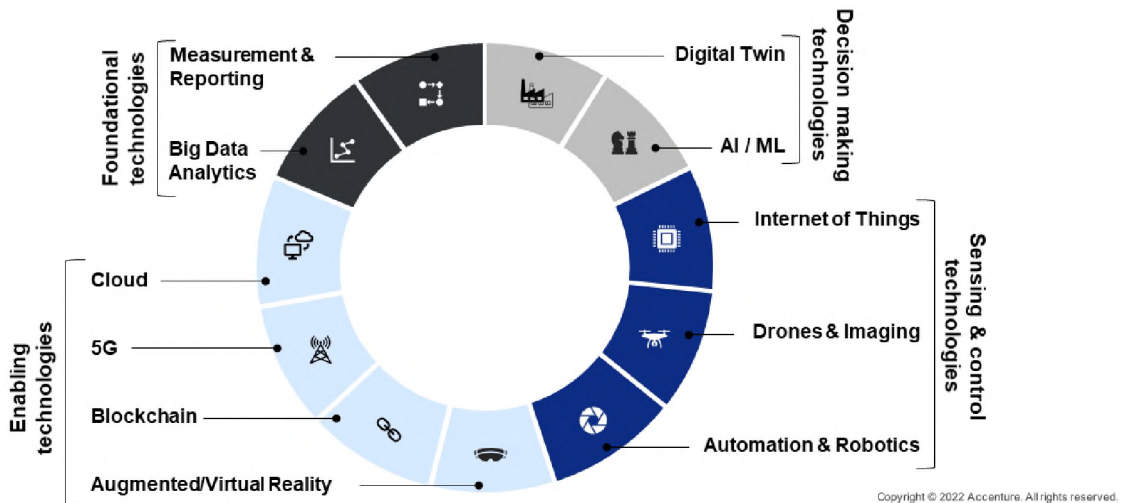 Foundational
technologies
Measurement &
Reporting
Big Data
Analytics
Digital Twin
AI / ML
Decision making
technologies
Internet of Things
Drones & Imaging
Automation & Robotics
Sensing & control
technologies
Enabling
technologies
Cloud
5G
Blockchain
Augmented/Virtual Reality
Copyright © 2022 Accenture. All rights reserved.